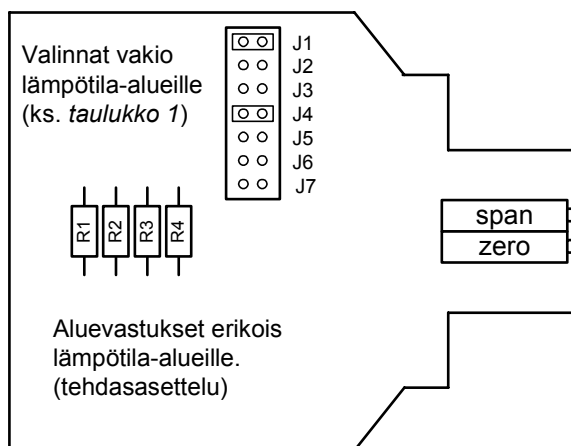 Valinnat vakio
lämpötila-alueille
(ks. taulukko 1)
J1
J2
J3
J4
J5
J6
J7
R1
R2
R3
R4
span
zero
Aluevastukset erikois
lämpötila-alueille.
(tehdasasettelu)